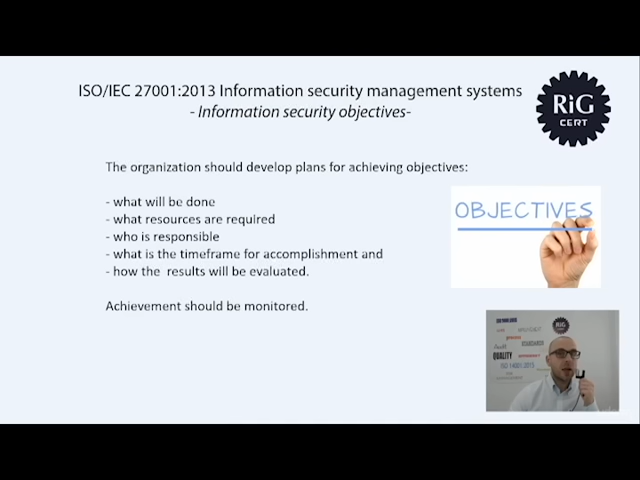 ISO/IEC 27001:2013 Information security management systems
- Information security objectives-
RiG
CERT
The organization should develop plans for achieving objectives:
- what will be done
- what resources are required
- who is responsible
- what is the timeframe for accomplishment and
- how the results will be evaluated.
Achievement should be monitored.
OBJECTIVES
RiG
QUALITY